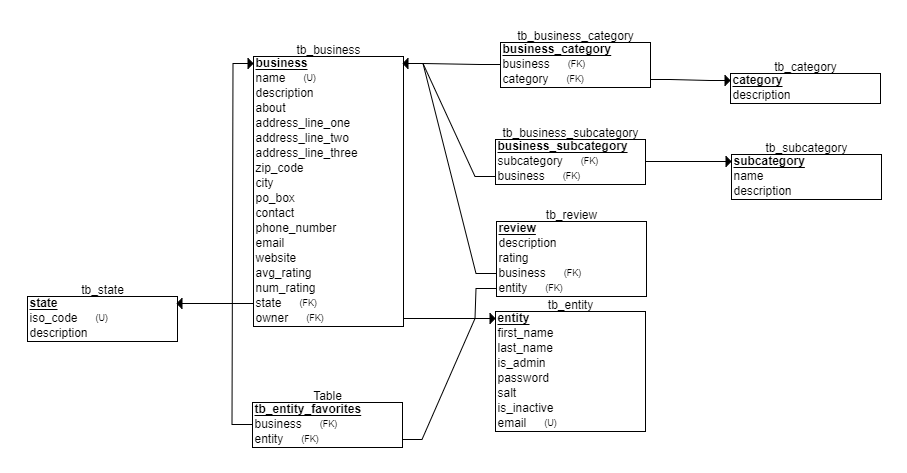 tb_business
business
name (U)
description
about
address_line_one
address_line_two
address_line_three
zip_code
city
po_box
contact
phone_number
email
website
avg_rating
num_rating
state (FK)
owner (FK)
tb_business_category
business_category
business (FK)
category (FK)
tb_category
category
description
tb_business_subcategory
business_subcategory
subcategory (FK)
business (FK)
tb_subcategory
subcategory
name
description
tb_review
review
description
rating
business (FK)
entity (FK)
tb_state
state
iso_code (U)
description
tb_entity
entity
first_name
last_name
is_admin
password
salt
is_inactive
email (U)
Table
tb_entity_favorites
business (FK)
entity (FK)